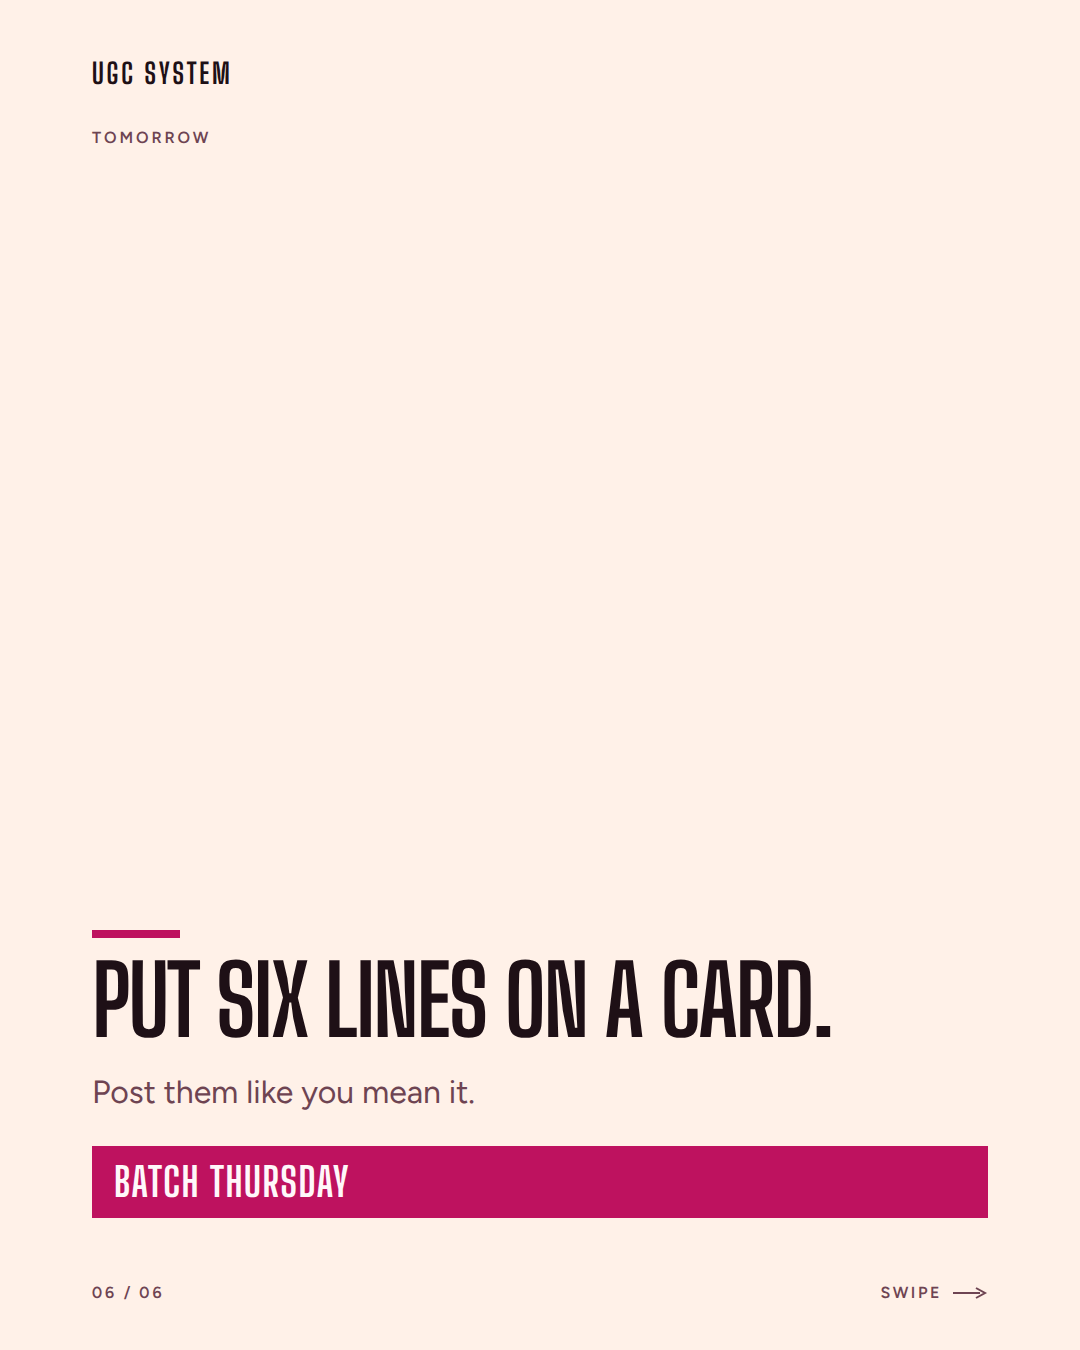 UGC SYSTEM
TOMORROW
PUT SIX LINES ON A CARD.
Post them like you mean it.
BATCH THURSDAY
06 / 06
SWIPE